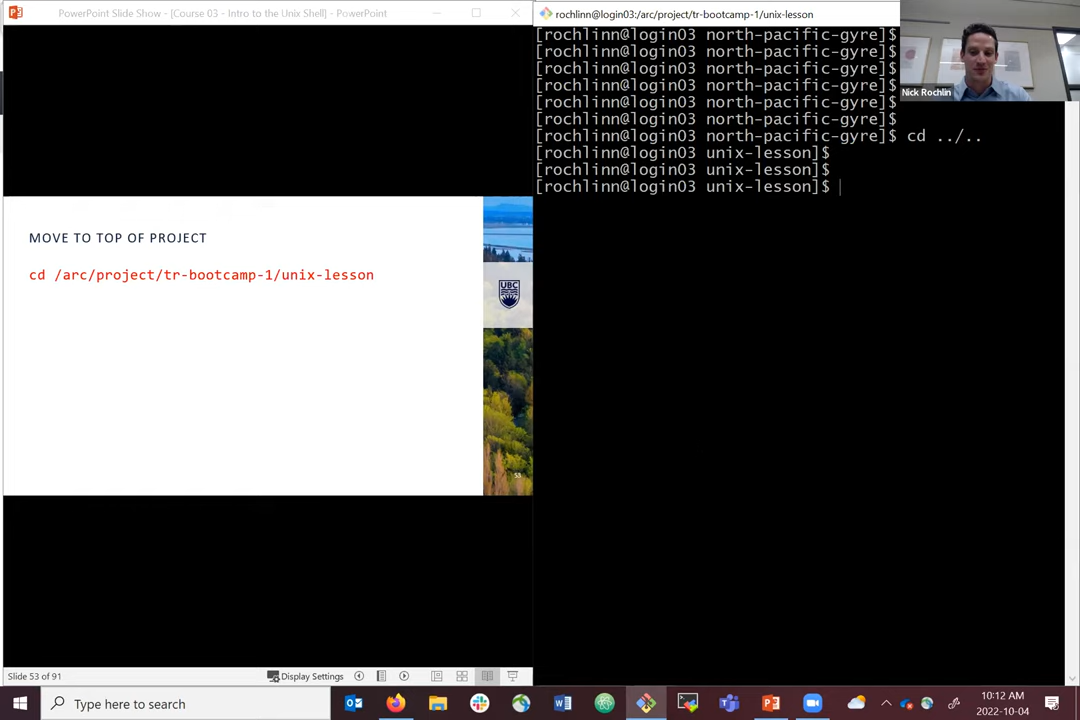 PowerPoint Slide Show - [Course 03 - Intro to the Unix Shell] - PowerPoint
MOVE TO TOP OF PROJECT
cd /arc/project/tr-bootcamp-1/unix-lesson
UBC
53
Slide 53 of 91
Display Settings
rochlinn@login03:/arc/project/tr-bootcamp-1/unix-lesson
[rochlinn@login03 north-pacific-gyre]$
[rochlinn@login03 north-pacific-gyre]$
[rochlinn@login03 north-pacific-gyre]$
[rochlinn@login03 north-pacific-gyre]$
[rochlinn@login03 north-pacific-gyre]$
[rochlinn@login03 north-pacific-gyre]$
[rochlinn@login03 north-pacific-gyre]$ cd ../..
[rochlinn@login03 unix-lesson]$
[rochlinn@login03 unix-lesson]$
[rochlinn@login03 unix-lesson]$
Nick Rochlin
Type here to search
10:12 AM
2022-10-04